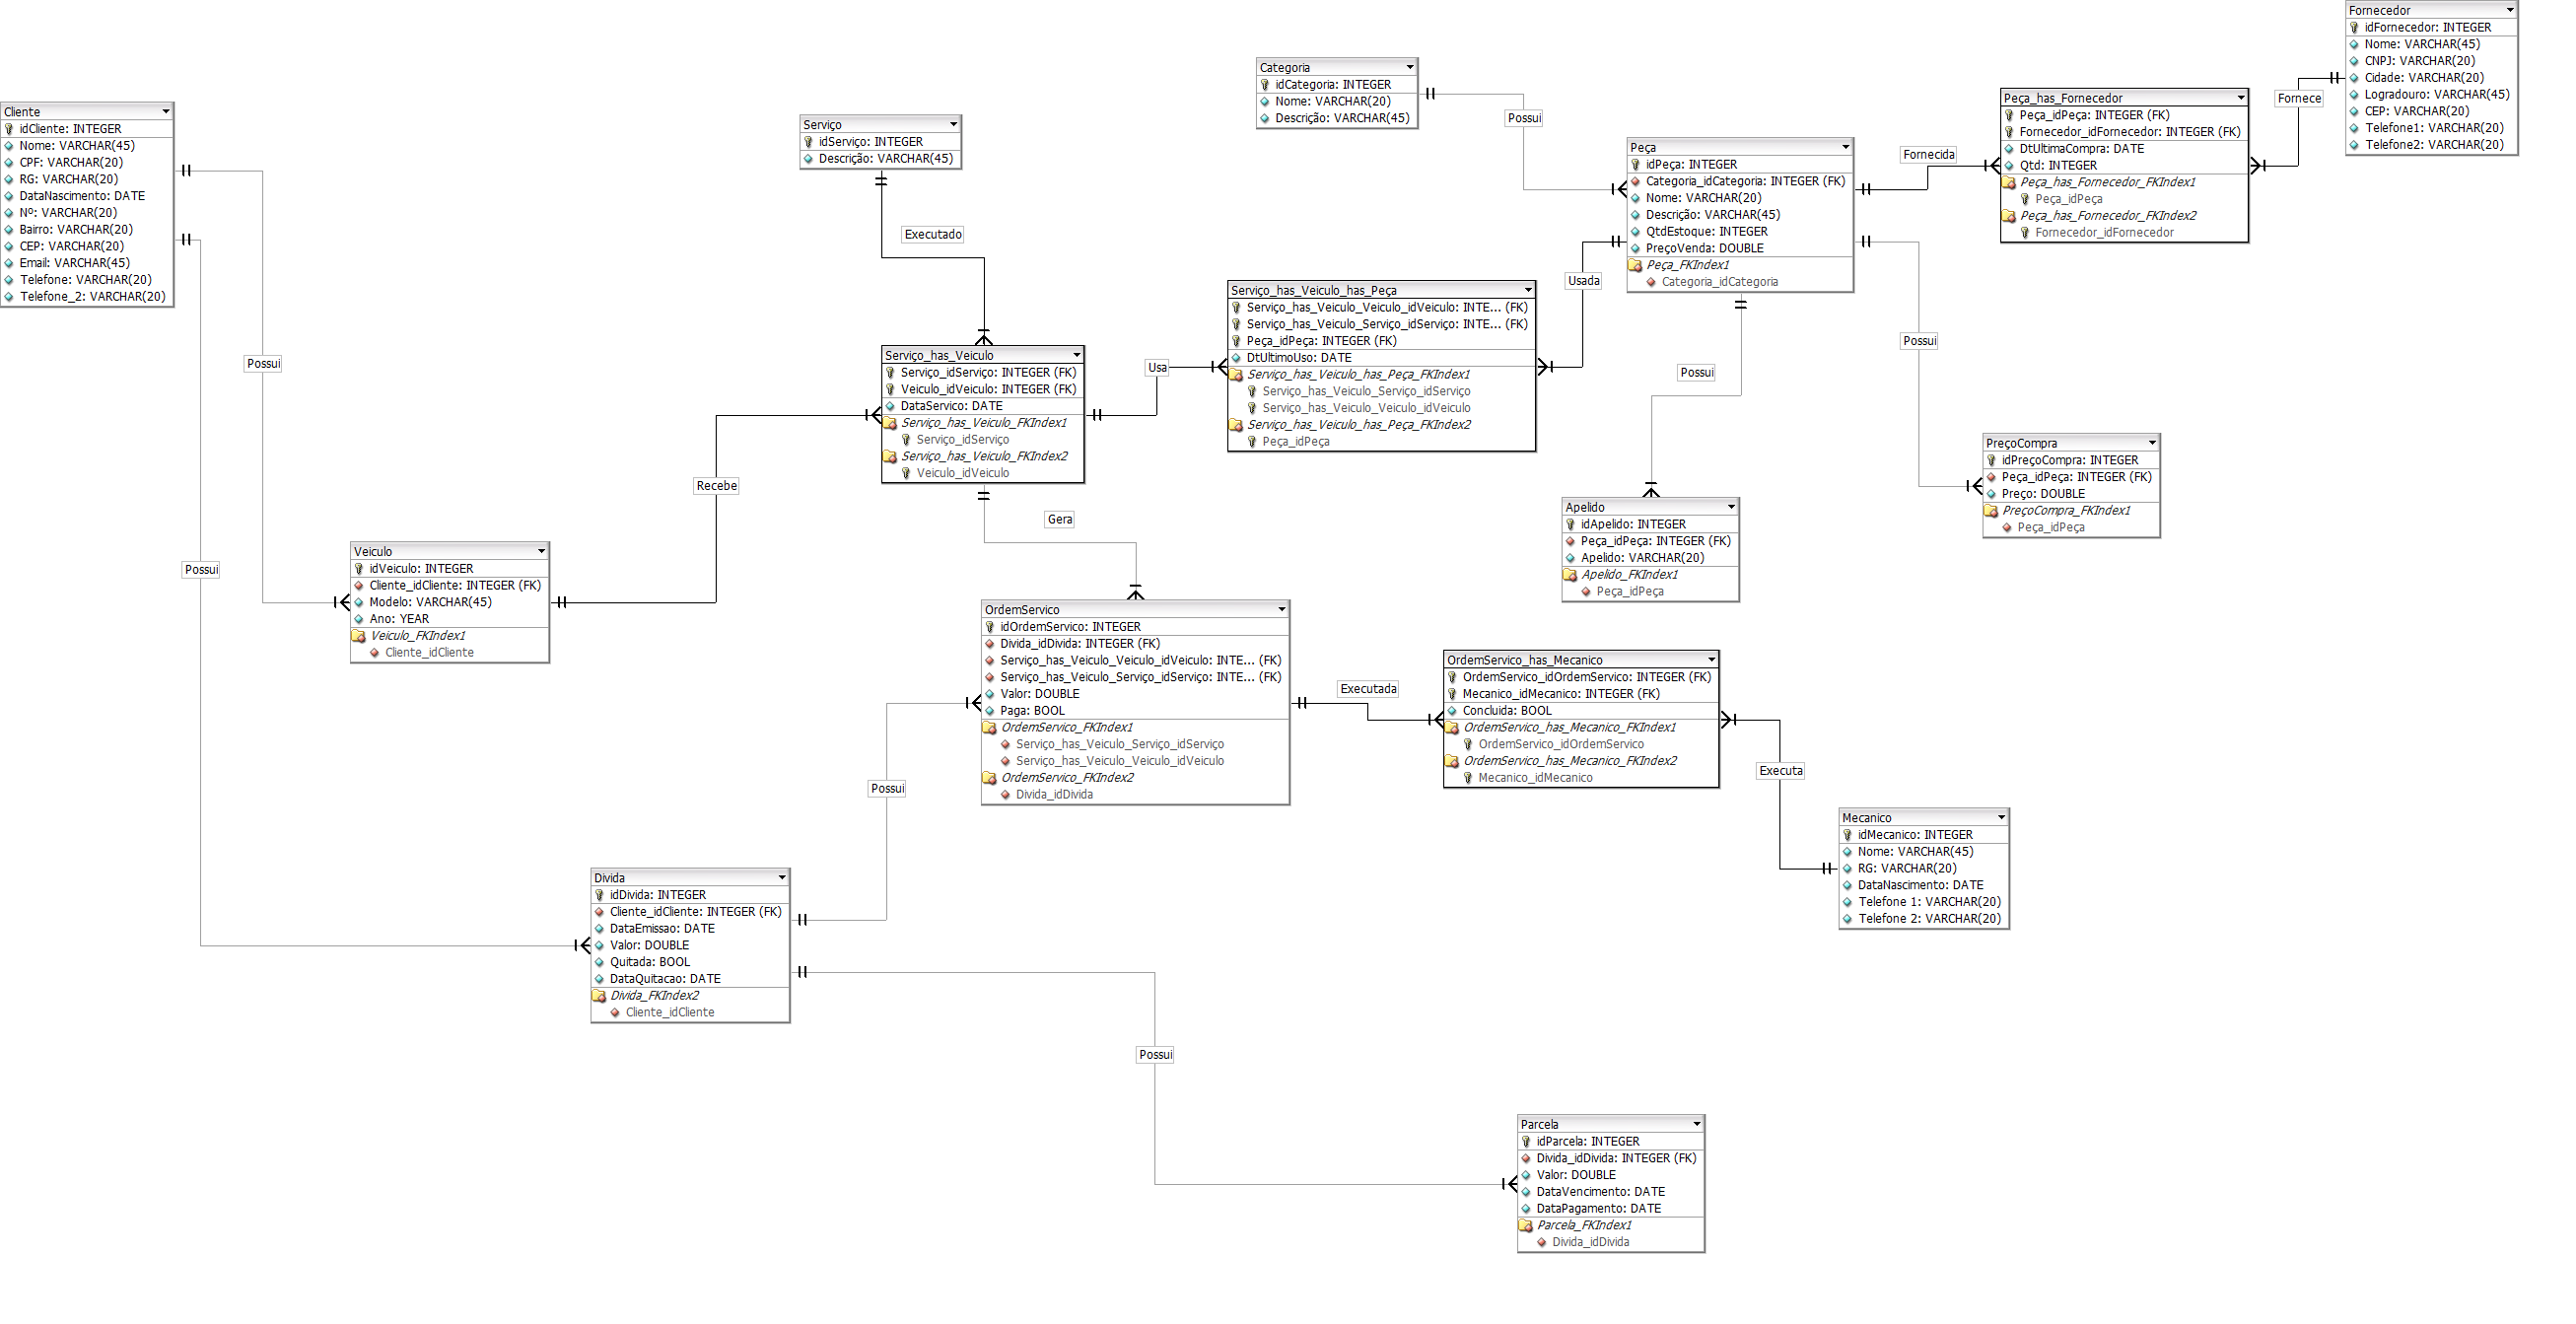 Fornecedor
idFornecedor: INTEGER
Nome: VARCHAR(45)
CNPJ: VARCHAR(20)
Cidade: VARCHAR(20)
Logradouro: VARCHAR(45)
CEP: VARCHAR(20)
Telefone1: VARCHAR(20)
Telefone2: VARCHAR(20)
Fornece
Categoria
idCategoria: INTEGER
Nome: VARCHAR(20)
Descrição: VARCHAR(45)
Possui
Peça_has_Fornecedor
Peça_idPeça: INTEGER (FK)
Fornecedor_idFornecedor: INTEGER (FK)
DtUltimaCompra: DATE
Qtd: INTEGER
Peça_has_Fornecedor_FKIndex1
Peça_idPeça
Peça_has_Fornecedor_FKIndex2
Fornecedor_idFornecedor
Fornecida
Cliente
idCliente: INTEGER
Nome: VARCHAR(45)
CPF: VARCHAR(20)
RG: VARCHAR(20)
DataNascimento: DATE
Nº: VARCHAR(20)
Bairro: VARCHAR(20)
CEP: VARCHAR(20)
Email: VARCHAR(45)
Telefone: VARCHAR(20)
Telefone_2: VARCHAR(20)
Serviço
idServiço: INTEGER
Descrição: VARCHAR(45)
Executado
Peça
idPeça: INTEGER
Categoria_idCategoria: INTEGER (FK)
Nome: VARCHAR(20)
Descrição: VARCHAR(45)
QtdEstoque: INTEGER
PreçoVenda: DOUBLE
Peça_FKIndex1
Categoria_idCategoria
Usada
Possui
Possui
Possui
Serviço_has_Veiculo_has_Peça
Serviço_has_Veiculo_Veiculo_idVeiculo: INTE... (FK)
Serviço_has_Veiculo_Serviço_idServiço: INTE... (FK)
Peça_idPeça: INTEGER (FK)
DtUltimoUso: DATE
Serviço_has_Veiculo_has_Peça_FKIndex1
Serviço_has_Veiculo_Serviço_idServiço
Serviço_has_Veiculo_Veiculo_idVeiculo
Serviço_has_Veiculo_has_Peça_FKIndex2
Peça_idPeça
Usa
Serviço_has_Veiculo
Serviço_idServiço: INTEGER (FK)
Veiculo_idVeiculo: INTEGER (FK)
DataServico: DATE
Serviço_has_Veiculo_FKIndex1
Serviço_idServiço
Serviço_has_Veiculo_FKIndex2
Veiculo_idVeiculo
Recebe
Gera
PreçoCompra
idPreçoCompra: INTEGER
Peça_idPeça: INTEGER (FK)
Preço: DOUBLE
PreçoCompra_FKIndex1
Peça_idPeça
Apelido
idApelido: INTEGER
Peça_idPeça: INTEGER (FK)
Apelido: VARCHAR(20)
Apelido_FKIndex1
Peça_idPeça
Veiculo
idVeiculo: INTEGER
Cliente_idCliente: INTEGER (FK)
Modelo: VARCHAR(45)
Ano: YEAR
Veiculo_FKIndex1
Cliente_idCliente
Possui
OrdemServico
idOrdemServico: INTEGER
Divida_idDivida: INTEGER (FK)
Serviço_has_Veiculo_Veiculo_idVeiculo: INTE... (FK)
Serviço_has_Veiculo_Serviço_idServiço: INTE... (FK)
Valor: DOUBLE
Paga: BOOL
OrdemServico_FKIndex1
Serviço_has_Veiculo_Serviço_idServiço
Serviço_has_Veiculo_Veiculo_idVeiculo
OrdemServico_FKIndex2
Divida_idDivida
Executada
OrdemServico_has_Mecanico
OrdemServico_idOrdemServico: INTEGER (FK)
Mecanico_idMecanico: INTEGER (FK)
Concluida: BOOL
OrdemServico_has_Mecanico_FKIndex1
OrdemServico_idOrdemServico
OrdemServico_has_Mecanico_FKIndex2
Mecanico_idMecanico
Executa
Possui
Mecanico
idMecanico: INTEGER
Nome: VARCHAR(45)
RG: VARCHAR(20)
DataNascimento: DATE
Telefone 1: VARCHAR(20)
Telefone 2: VARCHAR(20)
Divida
idDivida: INTEGER
Cliente_idCliente: INTEGER (FK)
DataEmissao: DATE
Valor: DOUBLE
Quitada: BOOL
DataQuitacao: DATE
Divida_FKIndex2
Cliente_idCliente
Possui
Parcela
idParcela: INTEGER
Divida_idDivida: INTEGER (FK)
Valor: DOUBLE
DataVencimento: DATE
DataPagamento: DATE
Parcela_FKIndex1
Divida_idDivida